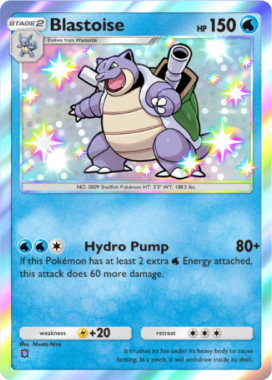 STAGE 2
Blastoise
HP 150
Evolves from Wartortle
NO. 0009 Shellfish Pokémon HT: 5'3" WT: 188.5 lbs.
Hydro Pump 80+
If this Pokémon has at least 2 extra Energy attached,
this attack does 60 more damage.
weakness +20 retreat
Illus. Nisota Niso
It crushes its foe under its heavy body to cause
fainting. In a pinch, it will withdraw inside its shell.